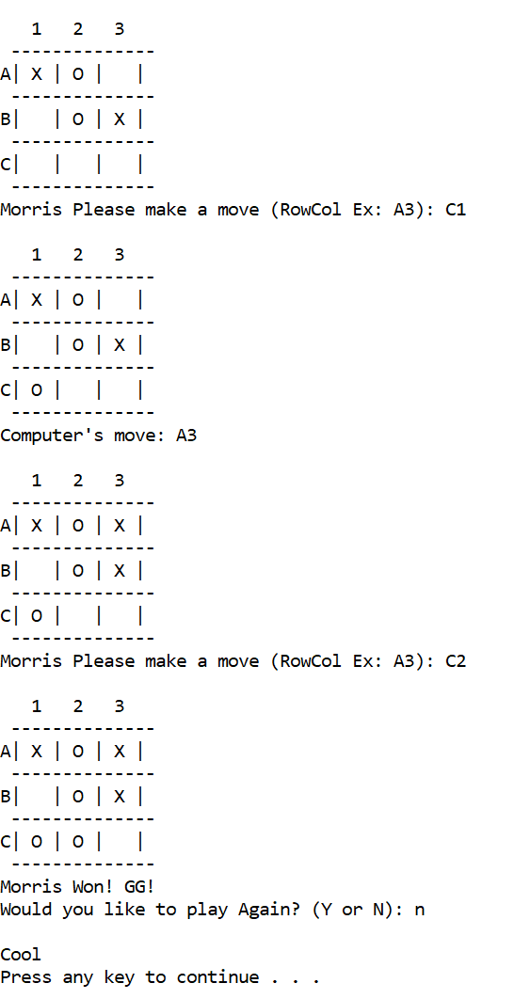 1   2   3
 --------------
A| X | O |   |
 --------------
B|   | O | X |
 --------------
C|   |   |   |
 --------------
Morris Please make a move (RowCol Ex: A3): C1

   1   2   3
 --------------
A| X | O |   |
 --------------
B|   | O | X |
 --------------
C| O |   |   |
 --------------
Computer's move: A3

   1   2   3
 --------------
A| X | O | X |
 --------------
B|   | O | X |
 --------------
C| O |   |   |
 --------------
Morris Please make a move (RowCol Ex: A3): C2

   1   2   3
 --------------
A| X | O | X |
 --------------
B|   | O | X |
 --------------
C| O | O |   |
 --------------
Morris Won! GG!
Would you like to play Again? (Y or N): n

Cool
Press any key to continue . . .